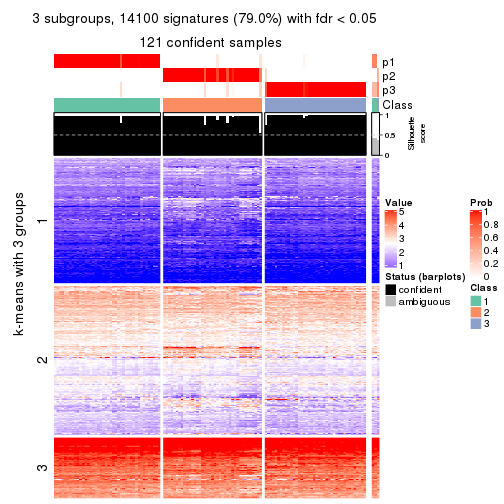 3 subgroups, 14100 signatures (79.0%) with fdr < 0.05
121 confident samples
p1
p2
p3
Class
1
0.5
0
Silhouette
score
k-means with 3 groups
1
2
3
Value
5
4
3
2
1
Status (barplots)
confident
ambiguous
Prob
1
0.8
0.6
0.4
0.2
0
Class
1
2
3